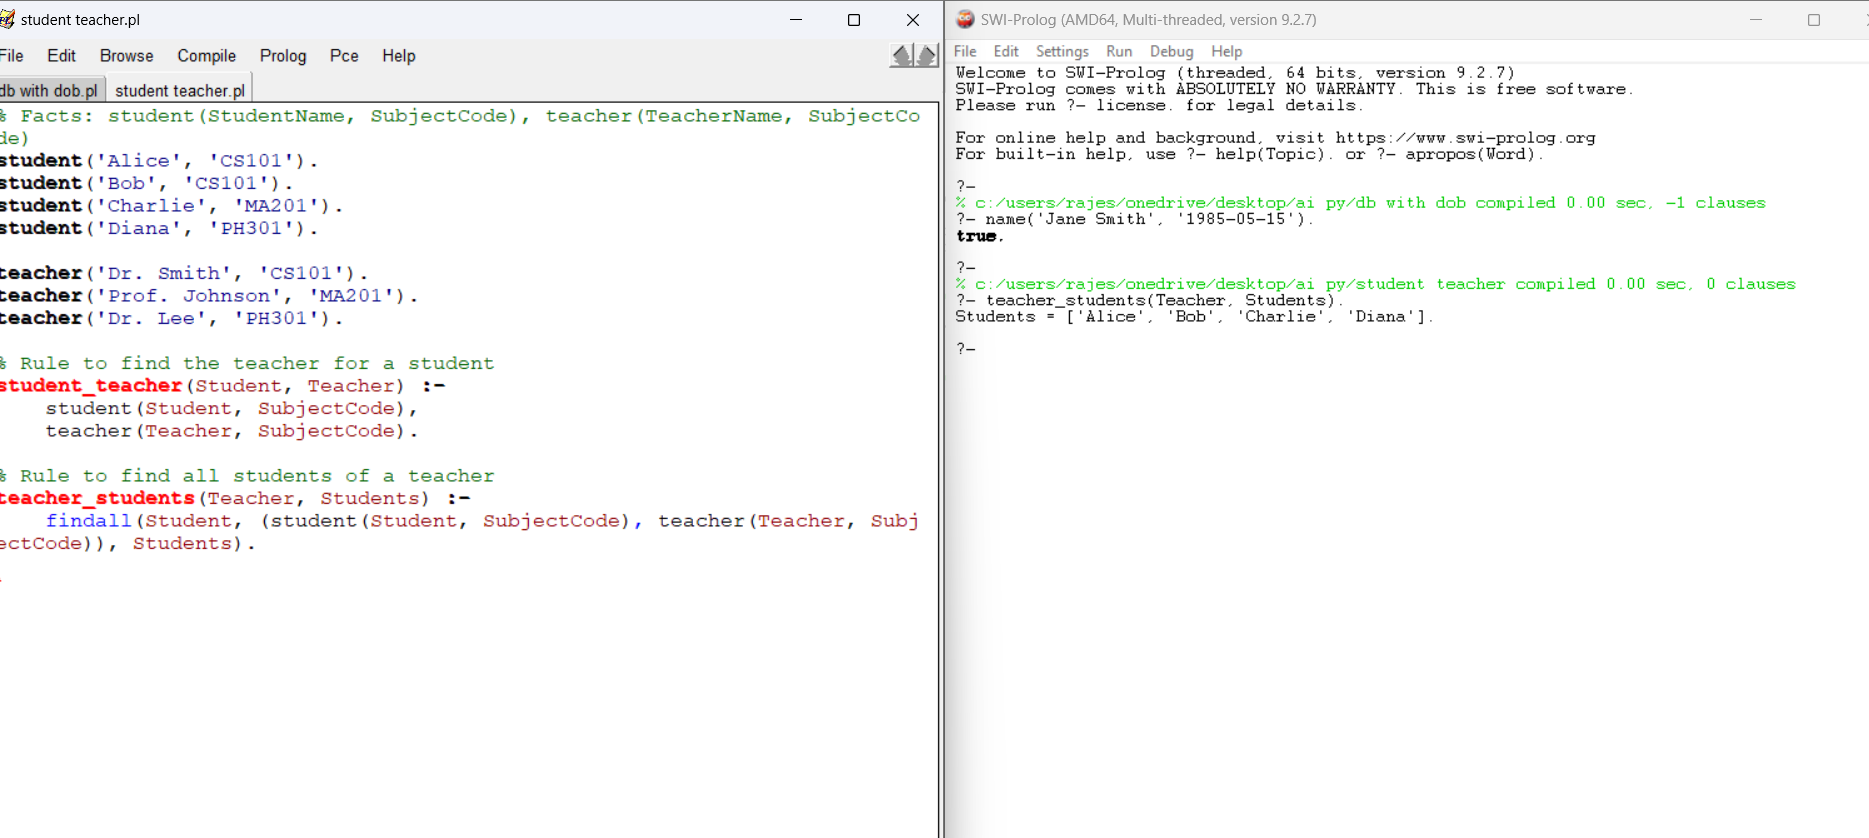 student teacher.pl
File Edit Browse Compile Prolog Pce Help
db with dob.pl student teacher.pl
% Facts: student(StudentName, SubjectCode), teacher(TeacherName, SubjectCo
de)
student('Alice', 'CS101').
student('Bob', 'CS101').
student('Charlie', 'MA201').
student('Diana', 'PH301').
teacher('Dr. Smith', 'CS101').
teacher('Prof. Johnson', 'MA201').
teacher('Dr. Lee', 'PH301').
% Rule to find the teacher for a student
student_teacher(Student, Teacher) :-
student(Student, SubjectCode),
teacher(Teacher, SubjectCode).
% Rule to find all students of a teacher
teacher_students(Teacher, Students) :-
findall(Student, (student(Student, SubjectCode), teacher(Teacher, Subj
ectCode)), Students).
SWI-Prolog (AMD64, Multi-threaded, version 9.2.7)
File Edit Settings Run Debug Help
Welcome to SWI-Prolog (threaded, 64 bits, version 9.2.7)
SWI-Prolog comes with ABSOLUTELY NO WARRANTY. This is free software.
Please run ?- license. for legal details.
For online help and background, visit https://www.swi-prolog.org
For built-in help, use ?- help(Topic). or ?- apropos(Word).
?-
% c:/users/rajes/onedrive/desktop/ai py/db with dob compiled 0.00 sec, -1 clauses
?- name('Jane Smith', '1985-05-15').
true.
?-
% c:/users/rajes/onedrive/desktop/ai py/student teacher compiled 0.00 sec, 0 clauses
?- teacher_students(Teacher, Students).
Students = ['Alice', 'Bob', 'Charlie', 'Diana'].
?-